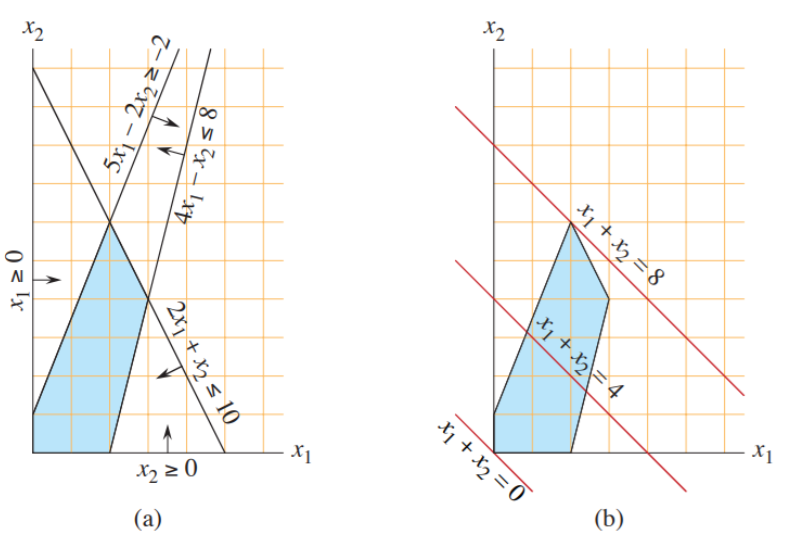 x₂
5x₁ − 2x₂ ≥ −2
4x₁ − x₂ ≤ 8
x₁ ≥ 0
2x₁ + x₂ ≤ 10
x₁
x₂ ≥ 0
(a)
x₂
x₁ + x₂ = 8
x₁ + x₂ = 4
x₁
x₁ + x₂ = 0
(b)